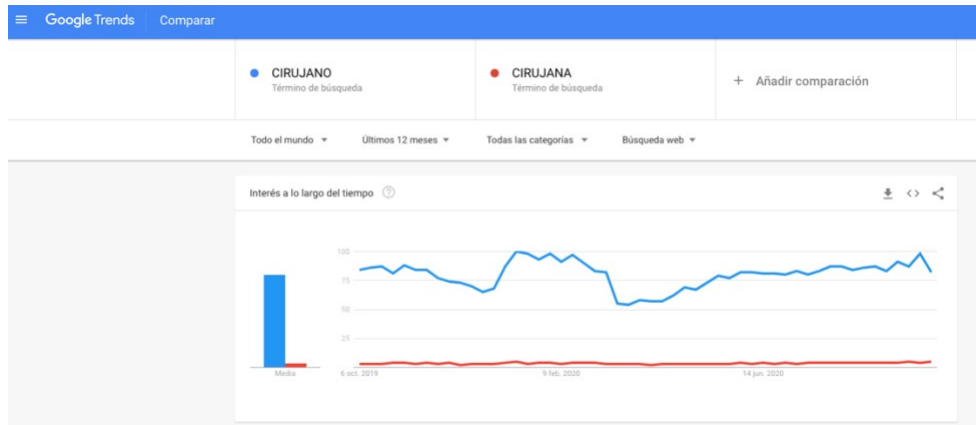 Google Trends Comparar
CIRUJANO
Término de búsqueda
CIRUJANA
Término de búsqueda
+ Añadir comparación
Todo el mundo Últimos 12 meses Todas las categorías Búsqueda web
Interés a lo largo del tiempo
100
75
50
25
Media 6 oct. 2019 9 feb. 2020 14 jun. 2020